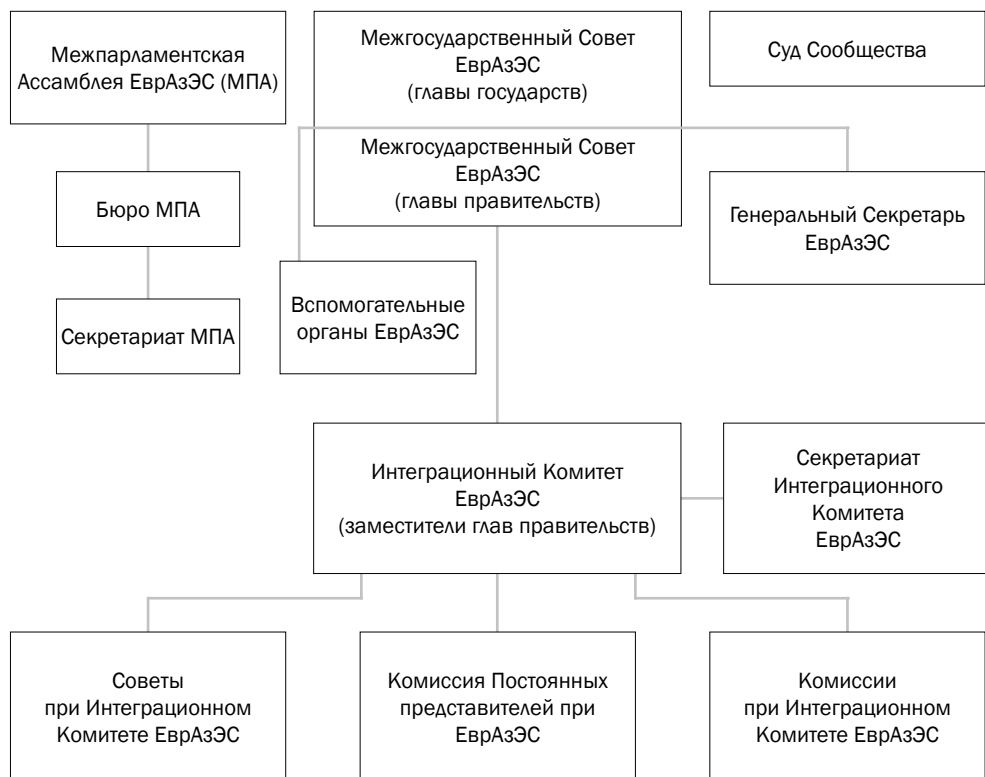 Межпарламентская
Ассамблея ЕврАзЭС (МПА)
Межгосударственный Совет
ЕврАзЭС
(главы государств)
Суд Сообщества
Межгосударственный Совет
ЕврАзЭС
(главы правительств)
Бюро МПА
Генеральный Секретарь
ЕврАзЭС
Секретариат МПА
Вспомогательные
органы ЕврАзЭС
Интеграционный Комитет
ЕврАзЭС
(заместители глав правительств)
Секретариат
Интеграционного
Комитета
ЕврАзЭС
Советы
при Интеграционном
Комитете ЕврАзЭС
Комиссия Постоянных
представителей при
ЕврАзЭС
Комиссии
при Интеграционном
Комитете ЕврАзЭС